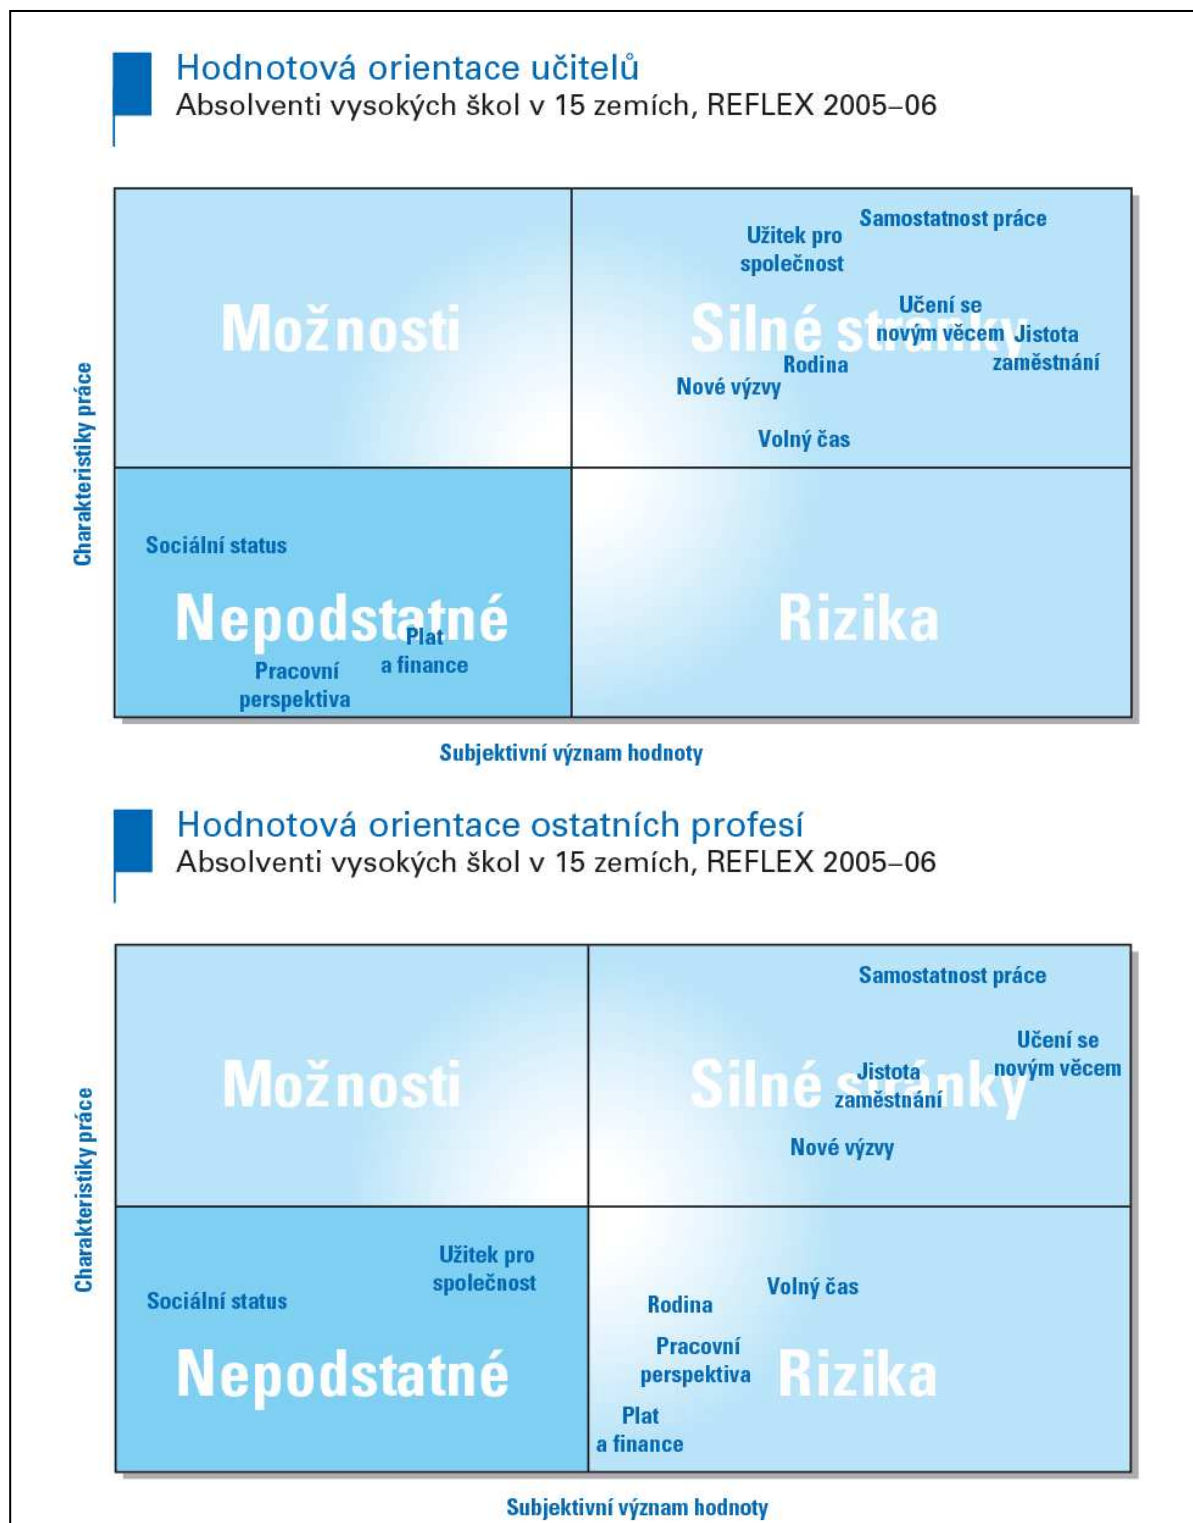 Hodnotová orientace učitelů
Absolventi vysokých škol v 15 zemích, REFLEX 2005–06
Charakteristiky práce
Možnosti
Silné stránky
Samostatnost práce
Užitek pro
společnost
Učení se
novým věcem
Jistota
zaměstnání
Rodina
Nové výzvy
Volný čas
Sociální status
Nepodstatné
Plat
a finance
Pracovní
perspektiva
Rizika
Subjektivní význam hodnoty
Hodnotová orientace ostatních profesí
Absolventi vysokých škol v 15 zemích, REFLEX 2005–06
Charakteristiky práce
Možnosti
Silné stránky
Samostatnost práce
Učení se
novým věcem
Jistota
zaměstnání
Nové výzvy
Užitek pro
společnost
Sociální status
Nepodstatné
Volný čas
Rodina
Pracovní
perspektiva
Rizika
Plat
a finance
Subjektivní význam hodnoty